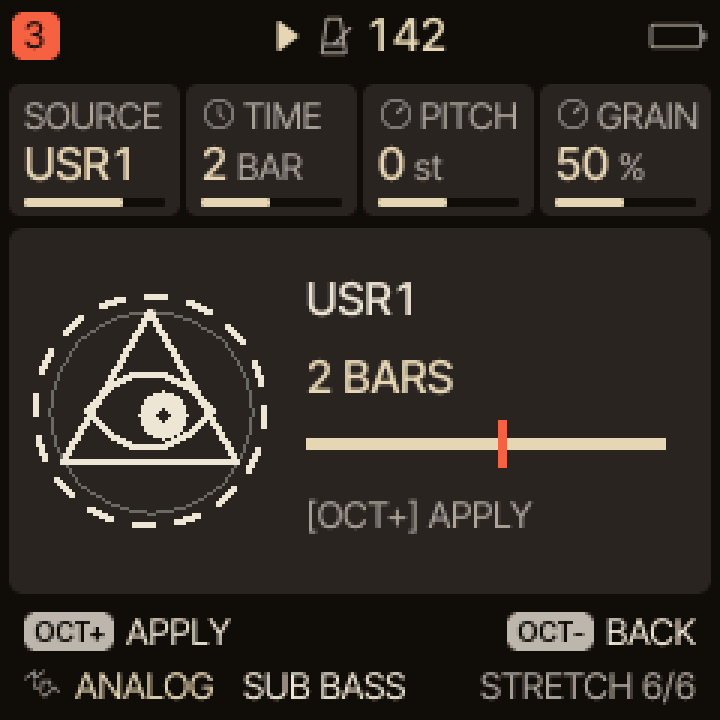 3 142
SOURCE TIME PITCH GRAIN
USR1 2 BAR 0 st 50 %
USR1
2 BARS
[OCT+] APPLY
OCT+ APPLY OCT- BACK
ANALOG SUB BASS STRETCH 6/6